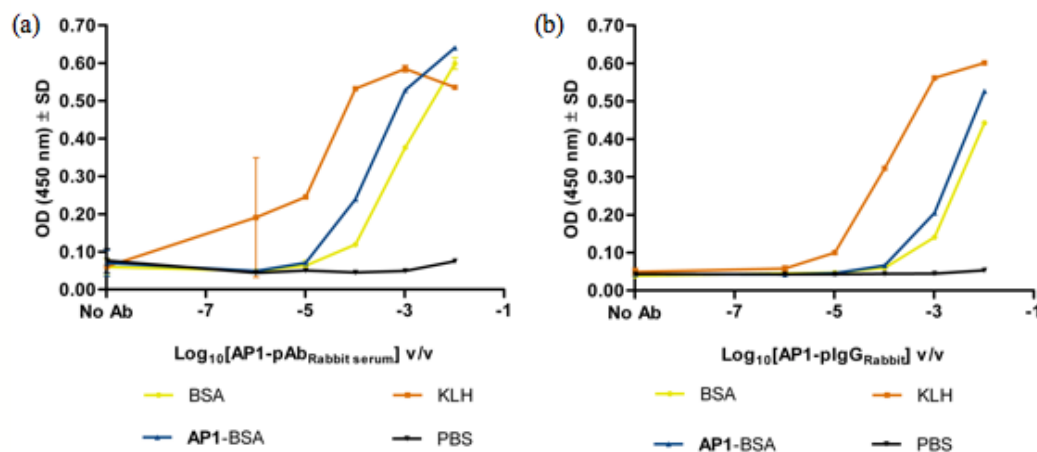 (a)
OD (450 nm) ± SD
0.70
0.60
0.50
0.40
0.30
0.20
0.10
0.00
No Ab -7 -5 -3 -1
Log10[AP1-pAbRabbit serum] v/v
BSA KLH
AP1-BSA PBS
(b)
OD (450 nm) ± SD
0.70
0.60
0.50
0.40
0.30
0.20
0.10
0.00
No Ab -7 -5 -3 -1
Log10[AP1-pIgGRabbit] v/v
BSA KLH
AP1-BSA PBS